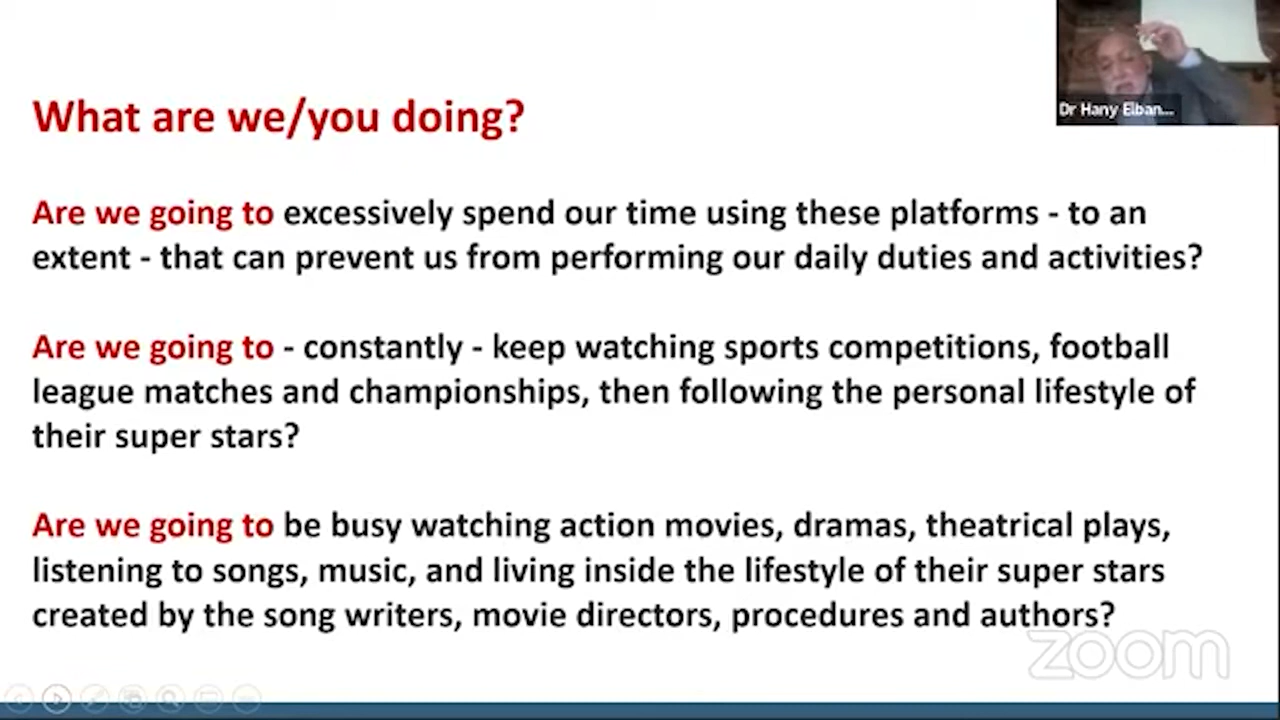 What are we/you doing?
Dr Hany Elban...
Are we going to excessively spend our time using these platforms - to an
extent - that can prevent us from performing our daily duties and activities?
Are we going to - constantly - keep watching sports competitions, football
league matches and championships, then following the personal lifestyle of
their super stars?
Are we going to be busy watching action movies, dramas, theatrical plays,
listening to songs, music, and living inside the lifestyle of their super stars
created by the song writers, movie directors, procedures and authors?
zoom